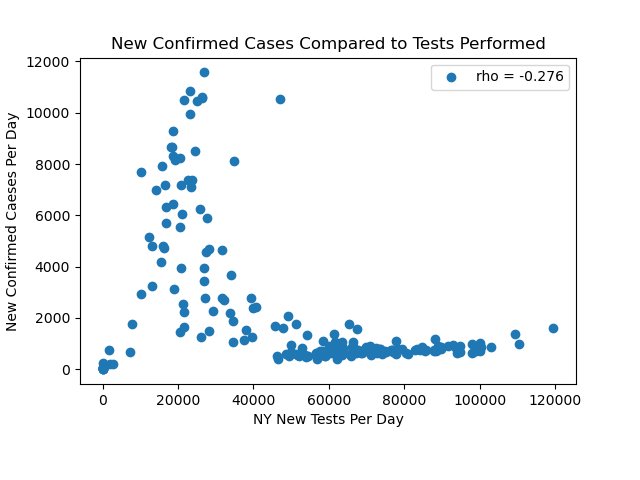 New Confirmed Cases Compared to Tests Performed
rho = -0.276
12000
10000
8000
6000
4000
2000
0
New Confirmed Caeses Per Day
0 20000 40000 60000 80000 100000 120000
NY New Tests Per Day